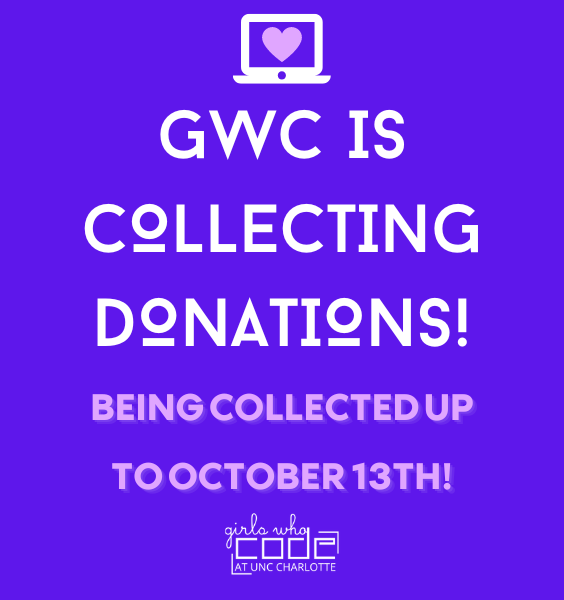 GWC IS
COLLECTING
DONATIONS!
BEING COLLECTED UP
TO OCTOBER 13TH!
girls who
CODE
AT UNC CHARLOTTE